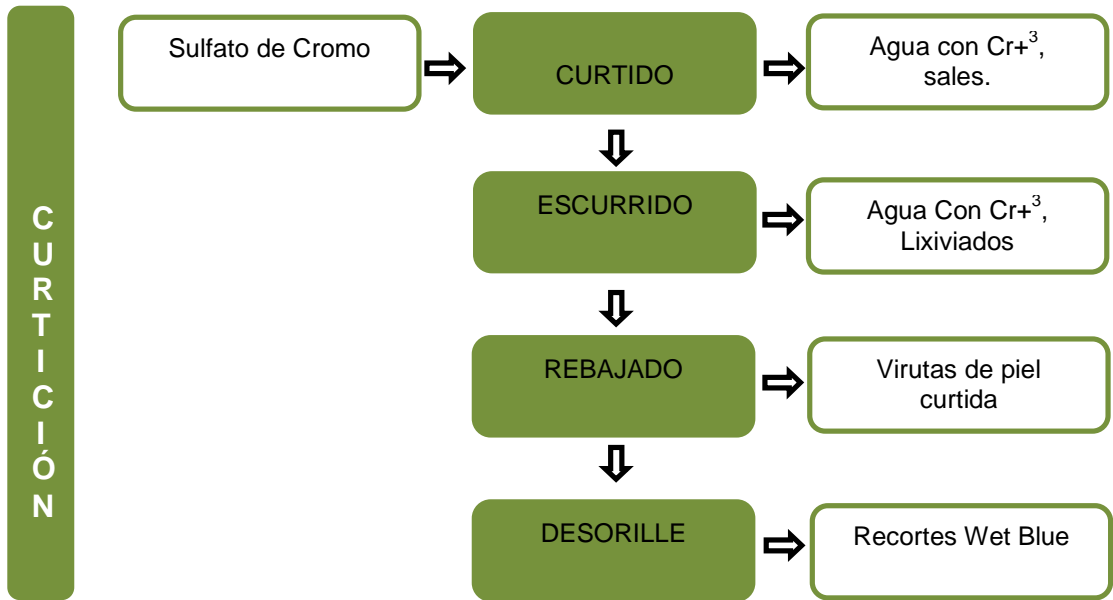 CURTICIÓN
Sulfato de Cromo
CURTIDO
Agua con Cr+³,
sales.
ESCURRIDO
Agua Con Cr+³,
Lixiviados
REBAJADO
Virutas de piel
curtida
DESORILLE
Recortes Wet Blue